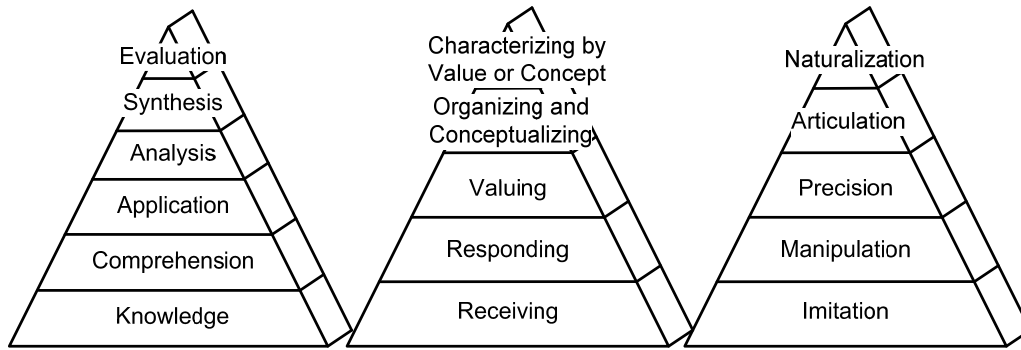 Evaluation
Synthesis
Analysis
Application
Comprehension
Knowledge
Characterizing by
Value or Concept
Organizing and
Conceptualizing
Valuing
Responding
Receiving
Naturalization
Articulation
Precision
Manipulation
Imitation